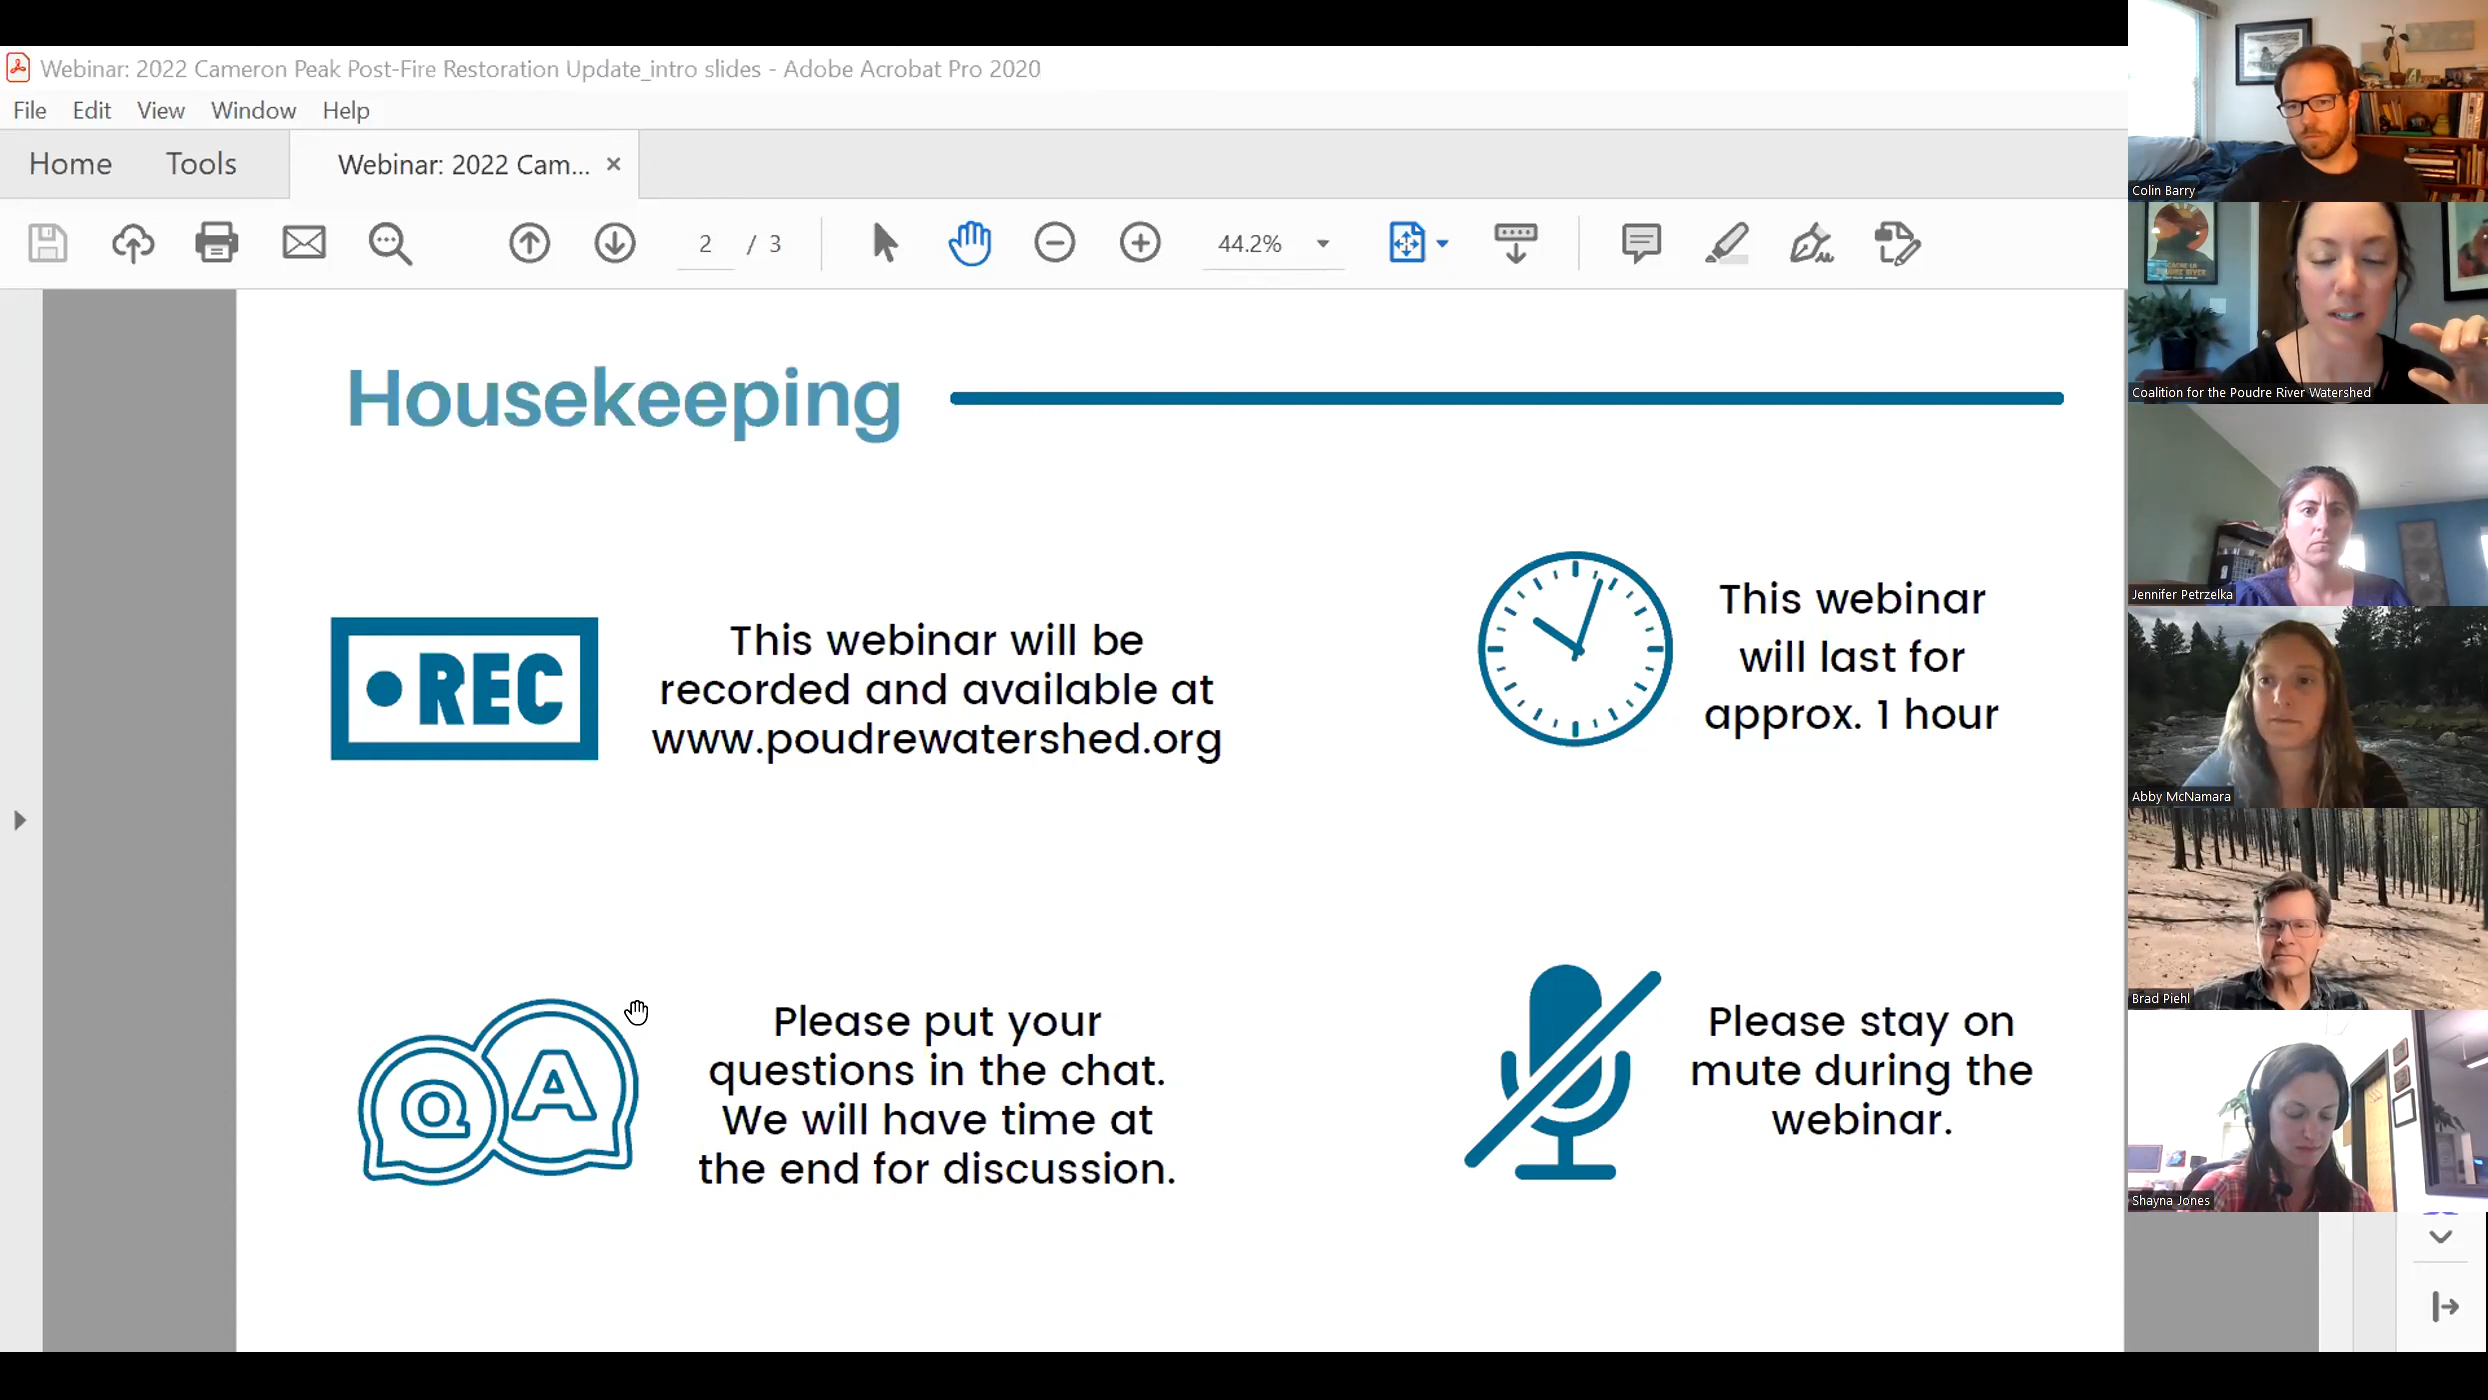 Webinar: 2022 Cameron Peak Post-Fire Restoration Update_intro slides - Adobe Acrobat Pro 2020
File Edit View Window Help
Home Tools Webinar: 2022 Cam... ×
2 / 3 44.2%
Housekeeping
REC
This webinar will be
recorded and available at
www.poudrewatershed.org
This webinar
will last for
approx. 1 hour
Q A
Please put your
questions in the chat.
We will have time at
the end for discussion.
Please stay on
mute during the
webinar.
Colin Barry
CACHE LA
POUDRE RIVER
Coalition for the Poudre River Watershed
Jennifer Petrzelka
Abby McNamara
Brad Piehl
Shayna Jones